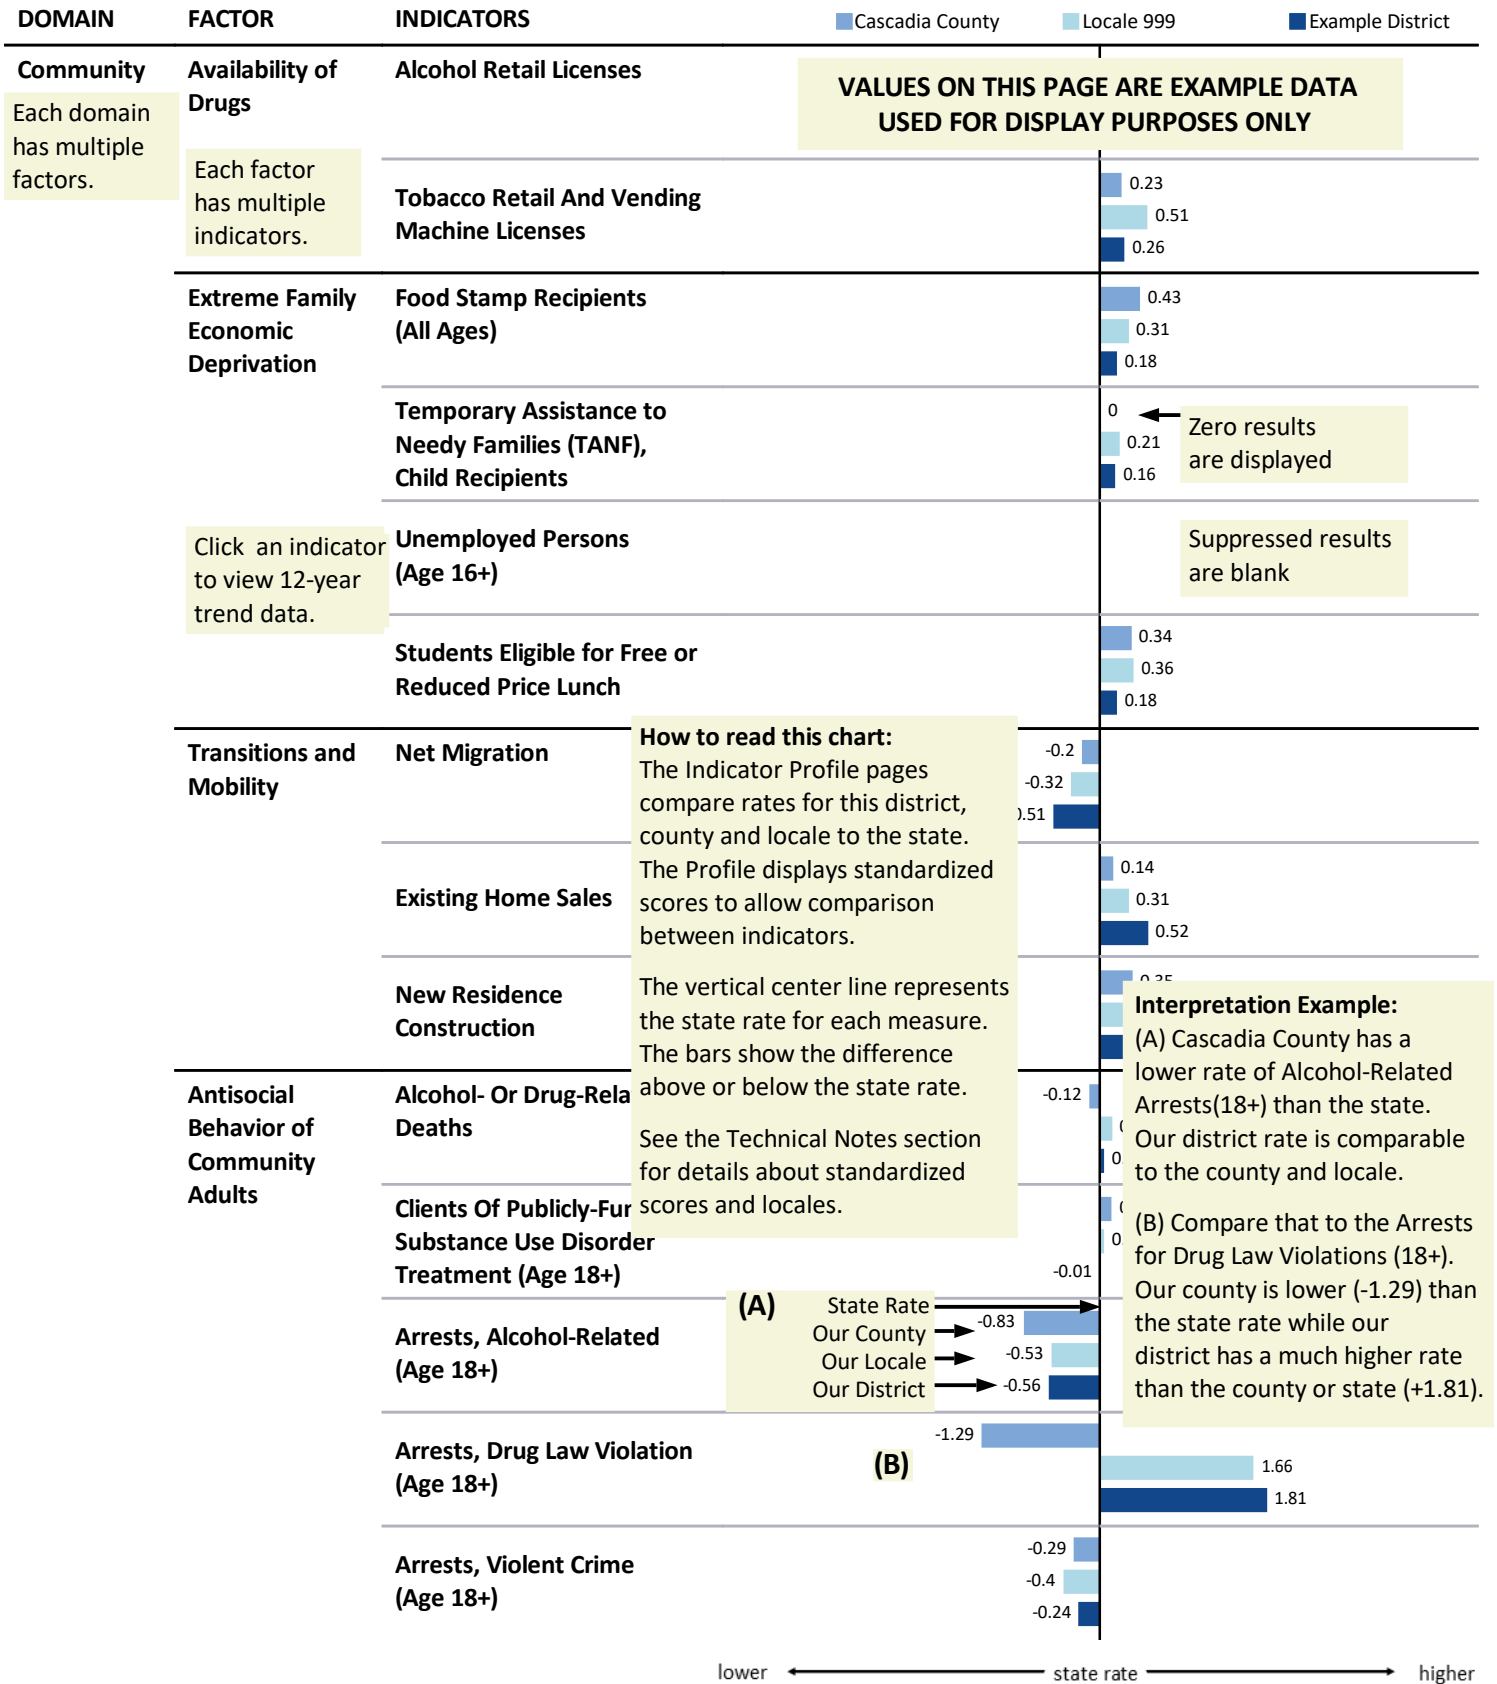 DOMAIN FACTOR INDICATORS Cascadia County Locale 999 Example District
Community
Each domain
has multiple
factors.
Availability of
Drugs
Each factor
has multiple
indicators.
Alcohol Retail Licenses
VALUES ON THIS PAGE ARE EXAMPLE DATA
USED FOR DISPLAY PURPOSES ONLY
Tobacco Retail And Vending
Machine Licenses
0.23
0.51
0.26
Extreme Family
Economic
Deprivation
Food Stamp Recipients
(All Ages)
0.43
0.31
0.18
Temporary Assistance to
Needy Families (TANF),
Child Recipients
0
0.21
0.16
Zero results
are displayed
Click an indicator
to view 12-year
trend data.
Unemployed Persons
(Age 16+)
Suppressed results
are blank
Students Eligible for Free or
Reduced Price Lunch
0.34
0.36
0.18
Transitions and
Mobility
Net Migration
-0.2
-0.32
.51
How to read this chart:
The Indicator Profile pages
compare rates for this district,
county and locale to the state.
The Profile displays standardized
scores to allow comparison
between indicators.
The vertical center line represents
the state rate for each measure.
The bars show the difference
above or below the state rate.
See the Technical Notes section
for details about standardized
scores and locales.
Existing Home Sales
0.14
0.31
0.52
New Residence
Construction
0.35
Interpretation Example:
(A) Cascadia County has a
lower rate of Alcohol-Related
Arrests(18+) than the state.
Our district rate is comparable
to the county and locale.
(B) Compare that to the Arrests
for Drug Law Violations (18+).
Our county is lower (-1.29) than
the state rate while our
district has a much higher rate
than the county or state (+1.81).
Antisocial
Behavior of
Community
Adults
Alcohol- Or Drug-Rela
Deaths
-0.12
0.
Clients Of Publicly-Fu
Substance Use Disorder
Treatment (Age 18+)
0.
-0.01
Arrests, Alcohol-Related
(Age 18+)
(A) State Rate
Our County -0.83
Our Locale -0.53
Our District -0.56
Arrests, Drug Law Violation
(Age 18+)
(B)
-1.29
1.66
1.81
Arrests, Violent Crime
(Age 18+)
-0.29
-0.4
-0.24
lower state rate higher